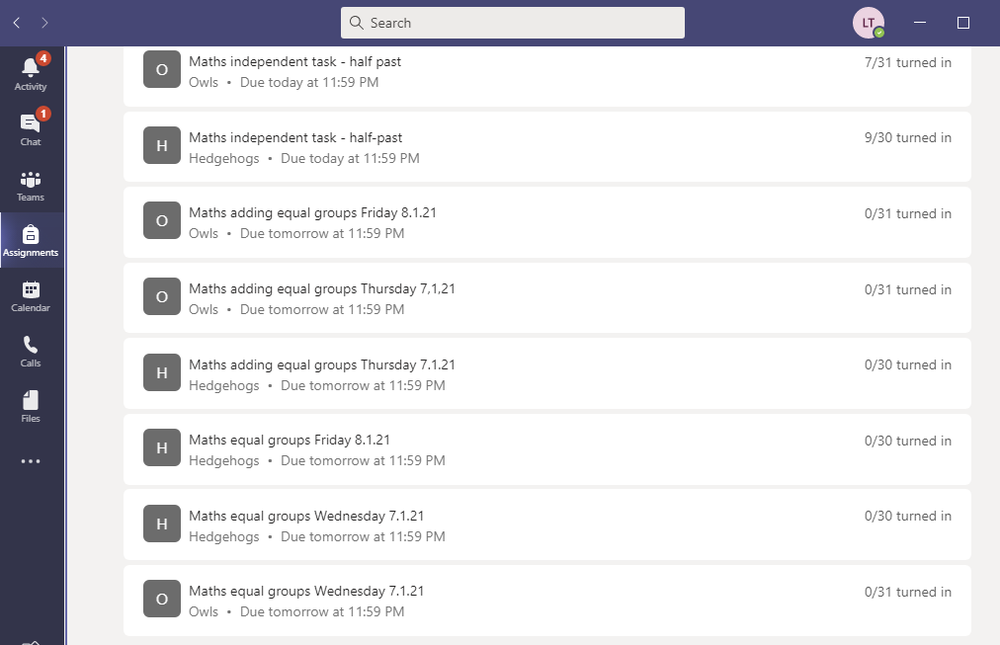 Search
LT
4
Activity
1
Chat
Teams
Assignments
Calendar
Calls
Files
O
Maths independent task - half past
7/31 turned in
Owls • Due today at 11:59 PM
H
Maths independent task - half-past
9/30 turned in
Hedgehogs • Due today at 11:59 PM
O
Maths adding equal groups Friday 8.1.21
0/31 turned in
Owls • Due tomorrow at 11:59 PM
O
Maths adding equal groups Thursday 7,1,21
0/31 turned in
Owls • Due tomorrow at 11:59 PM
H
Maths adding equal groups Thursday 7.1.21
0/30 turned in
Hedgehogs • Due tomorrow at 11:59 PM
H
Maths equal groups Friday 8.1.21
0/30 turned in
Hedgehogs • Due tomorrow at 11:59 PM
H
Maths equal groups Wednesday 7.1.21
0/30 turned in
Hedgehogs • Due tomorrow at 11:59 PM
O
Maths equal groups Wednesday 7.1.21
0/31 turned in
Owls • Due tomorrow at 11:59 PM